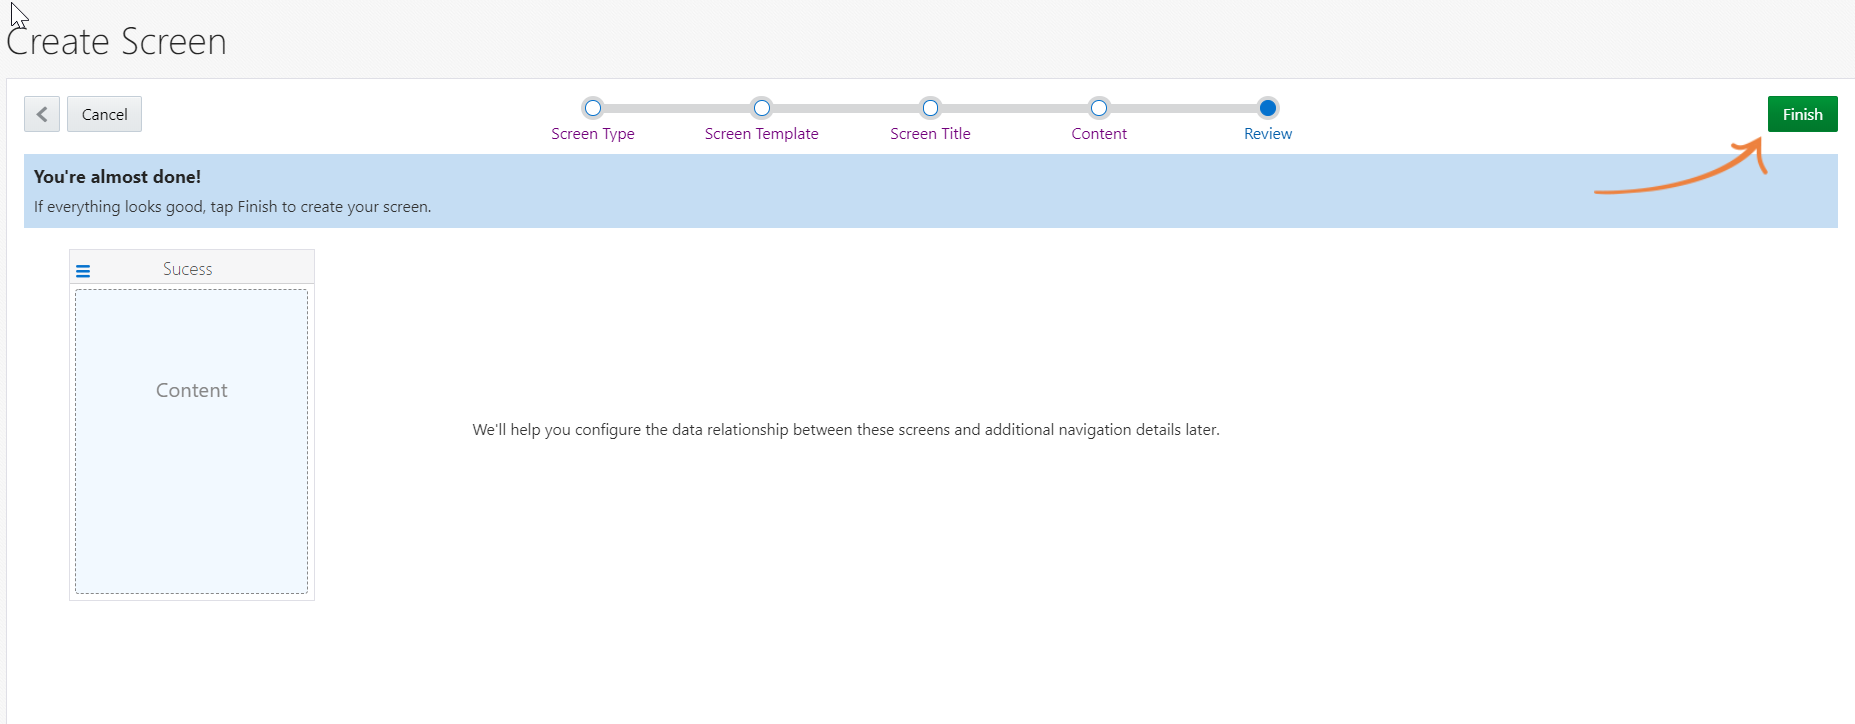 Create Screen
Cancel
Screen Type
Screen Template
Screen Title
Content
Review
Finish
You're almost done!
If everything looks good, tap Finish to create your screen.
Sucess
Content
We'll help you configure the data relationship between these screens and additional navigation details later.